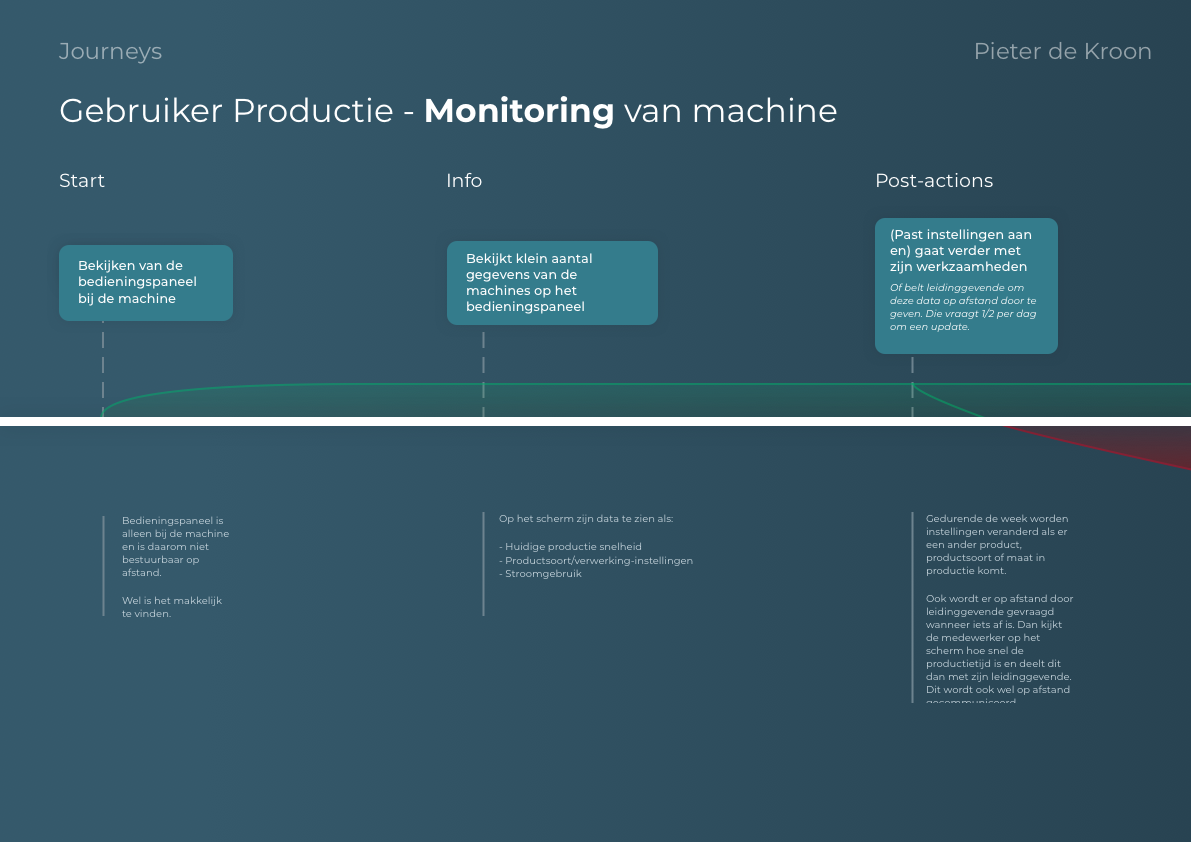 Journeys
Pieter de Kroon
Gebruiker Productie - Monitoring van machine
Start
Info
Post-actions
Bekijken van de
bedieningspaneel
bij de machine
Bekijkt klein aantal
gegevens van de
machines op het
bedieningspaneel
(Past instellingen aan
en) gaat verder met
zijn werkzaamheden
Of belt leidinggevende om
deze data op afstand door te
geven. Die vraagt 1/2 per dag
om een update.
Bedieningspaneel is
alleen bij de machine
en is daarom niet
bestuurbaar op
afstand.
Wel is het makkelijk
te vinden.
Op het scherm zijn data te zien als:
- Huidige productie snelheid
- Productsoort/verwerking-instellingen
- Stroomgebruik
Gedurende de week worden
instellingen veranderd als er
een ander product,
productsoort of maat in
productie komt.
Ook wordt er op afstand door
leidinggevende gevraagd
wanneer iets af is. Dan kijkt
de medewerker op het
scherm hoe snel de
productietijd is en deelt dit
dan met zijn leidinggevende.
Dit wordt ook wel op afstand
gecommuniceerd